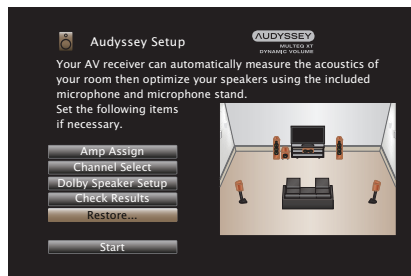 Audyssey Setup
AUDYSSEY
MULTEQ XT
DYNAMIC VOLUME
Your AV receiver can automatically measure the acoustics of
your room then optimize your speakers using the included
microphone and microphone stand.
Set the following items
if necessary.
Amp Assign
Channel Select
Dolby Speaker Setup
Check Results
Restore...
Start